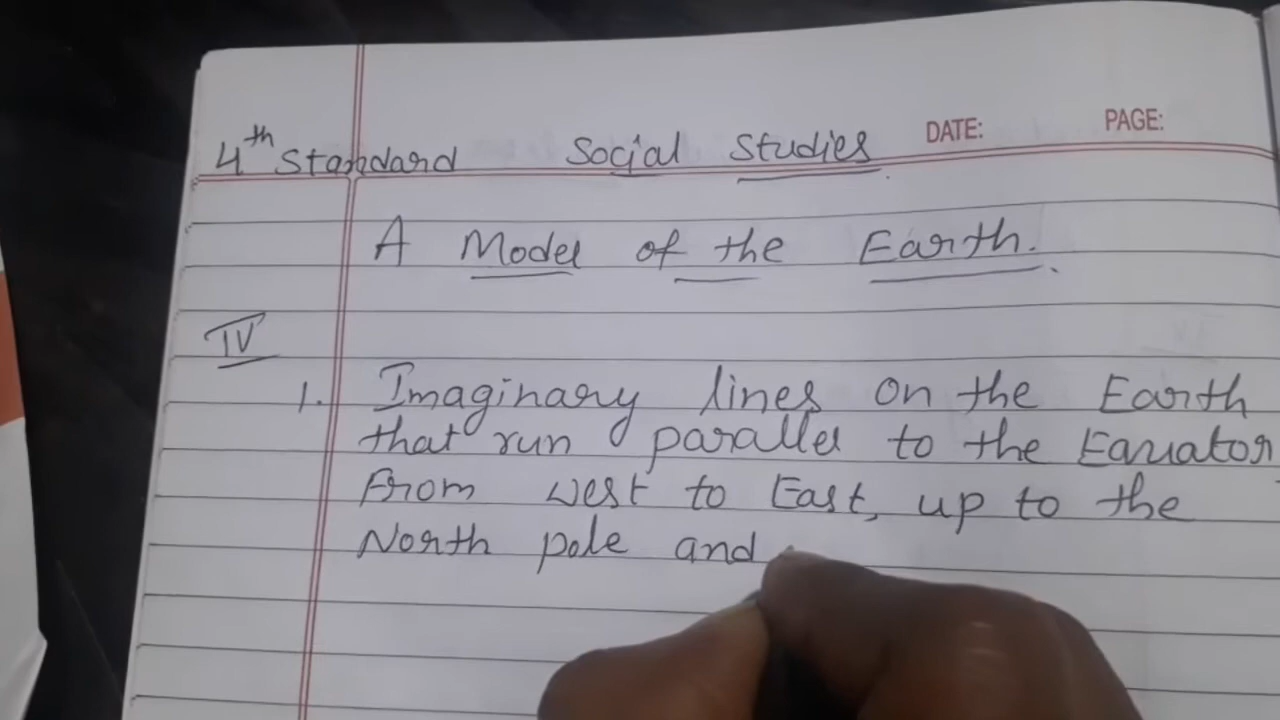 4th Standard Social Studies DATE: PAGE:
A Model of the Earth.
IV
1. Imaginary lines on the Earth
that run parallel to the Equator
From west to East, up to the
North pole and